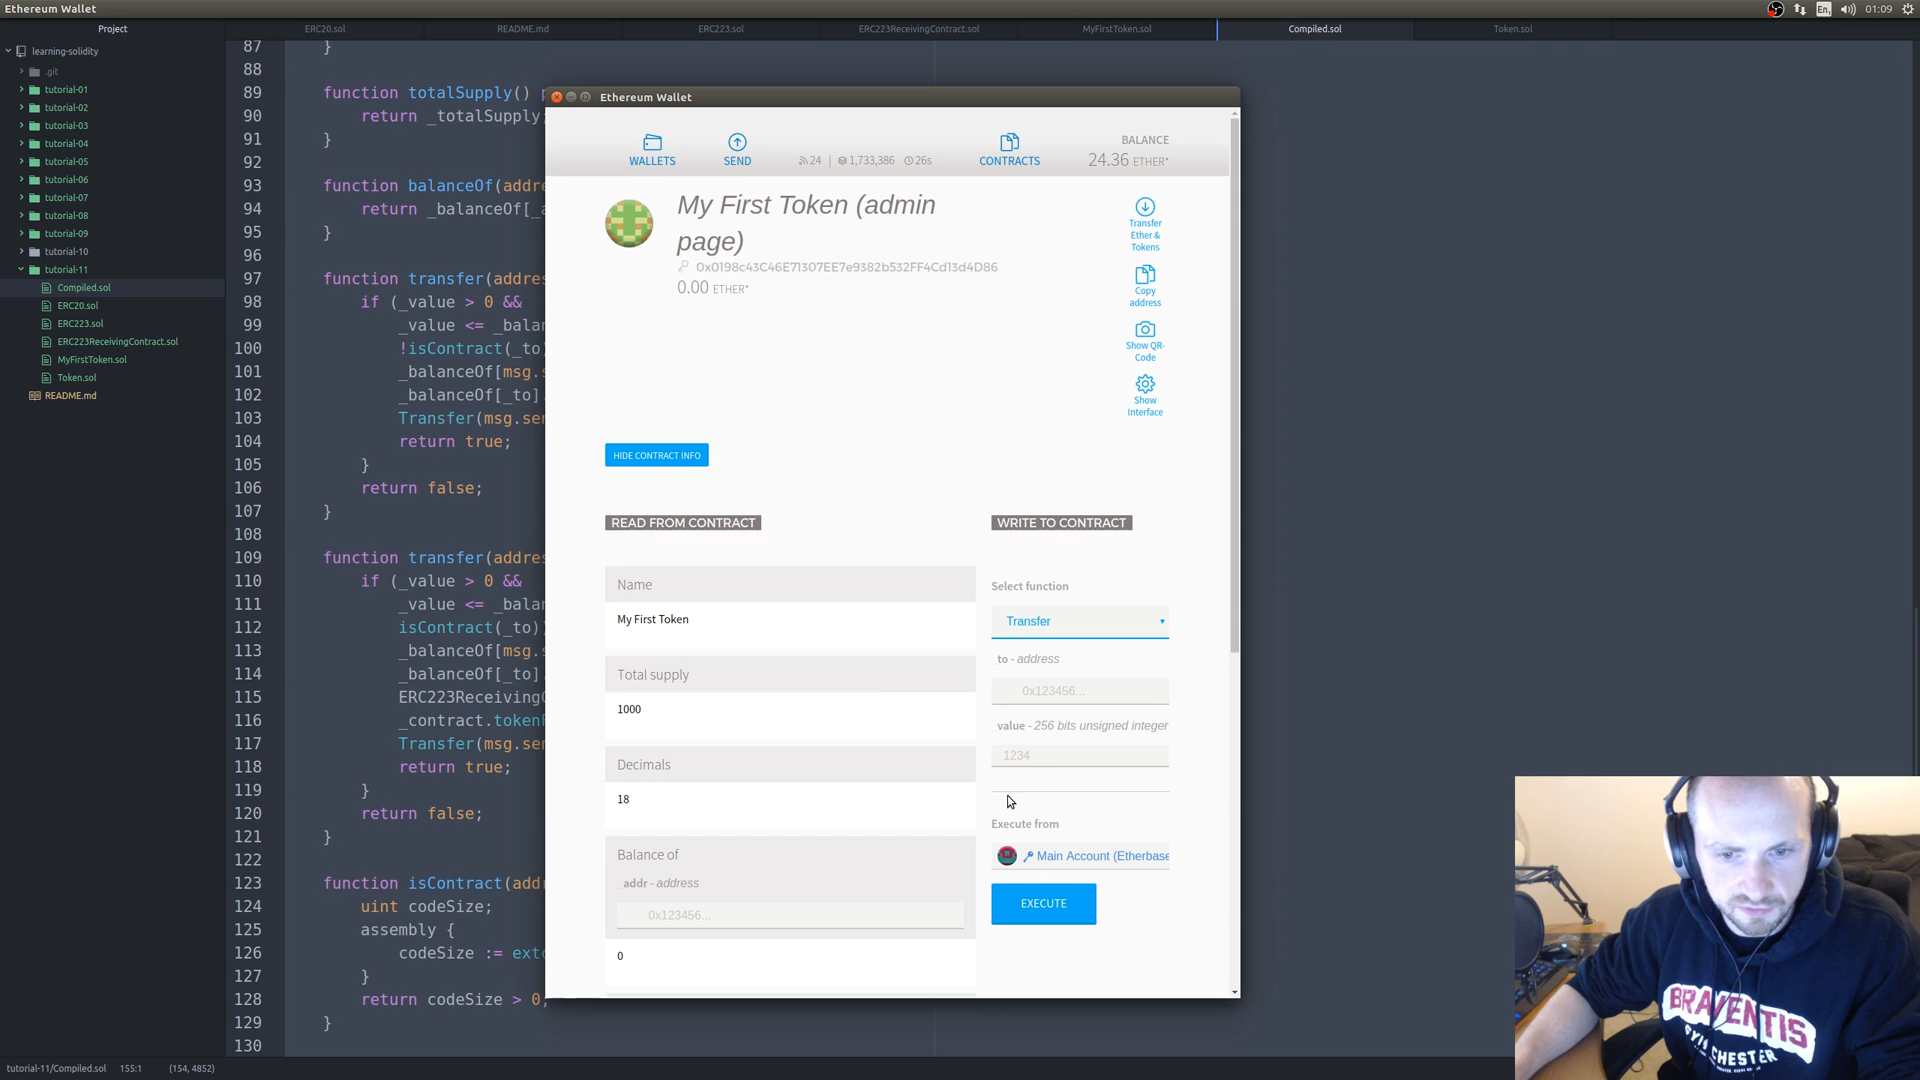 Ethereum Wallet
En
01:09
Project
ERC20.sol
README.md
ERC223.sol
ERC223ReceivingContract.sol
MyFirstToken.sol
Compiled.sol
Token.sol
learning-solidity
.git
tutorial-01
tutorial-02
tutorial-03
tutorial-04
tutorial-05
tutorial-06
tutorial-07
tutorial-08
tutorial-09
tutorial-10
tutorial-11
Compiled.sol
ERC20.sol
ERC223.sol
ERC223ReceivingContract.sol
MyFirstToken.sol
Token.sol
README.md
87 }
88
89 function totalSupply() p
90 return _totalSupply;
91 }
92
93 function balanceOf(addre
94 return _balanceOf[_a
95 }
96
97 function transfer(addres
98 if (_value > 0 &&
99 _value <= _balan
100 !isContract(_to)
101 _balanceOf[msg.s
102 _balanceOf[_to].
103 Transfer(msg.sen
104 return true;
105 }
106 return false;
107 }
108
109 function transfer(addres
110 if (_value > 0 &&
111 _value <= _balan
112 isContract(_to))
113 _balanceOf[msg.s
114 _balanceOf[_to].
115 ERC223ReceivingC
116 _contract.tokenF
117 Transfer(msg.sen
118 return true;
119 }
120 return false;
121 }
122
123 function isContract(addr
124 uint codeSize;
125 assembly {
126 codeSize := extc
127 }
128 return codeSize > 0;
129 }
130
Ethereum Wallet
WALLETS
SEND
24 | 1,733,386 26s
CONTRACTS
BALANCE
24.36 ETHER*
My First Token (admin
page)
0x0198c43C46E71307EE7e9382b532FF4Cd13d4D86
0.00 ETHER*
Transfer
Ether &
Tokens
Copy
address
Show QR-
Code
Show
Interface
HIDE CONTRACT INFO
READ FROM CONTRACT
Name
My First Token
Total supply
1000
Decimals
18
Balance of
addr - address
0x123456...
0
WRITE TO CONTRACT
Select function
Transfer
to - address
0x123456...
value - 256 bits unsigned integer
1234
Execute from
Main Account (Etherbase
EXECUTE
BRAVENTIS
GYM CHESTER
tutorial-11/Compiled.sol 155:1 (154, 4852)